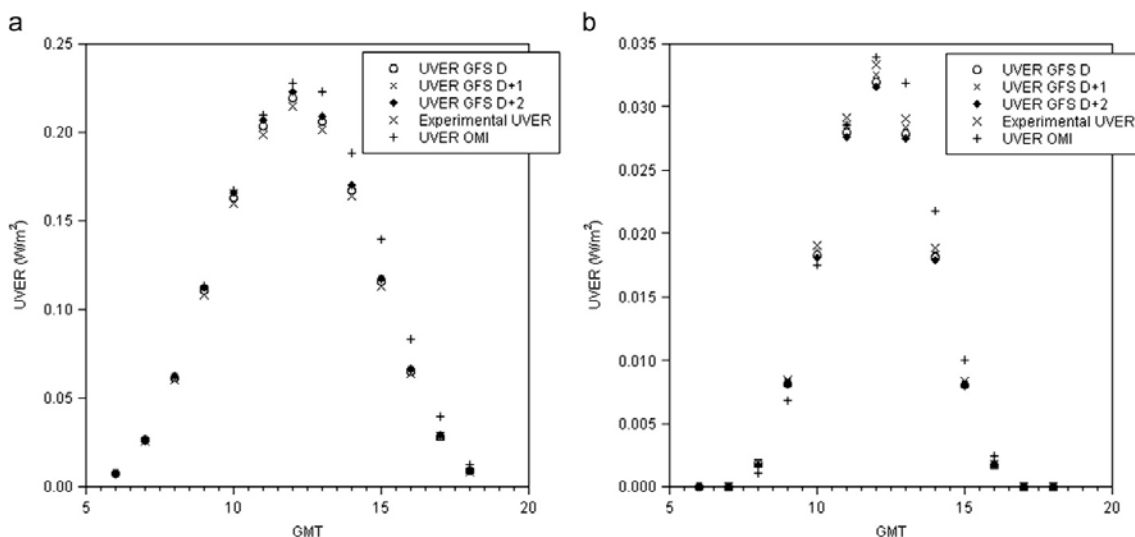 a
0.25
0.20
0.15
0.10
0.05
0.00
5
10
15
20
GMT
UVER (W/m²)
UVER GFS D
UVER GFS D+1
UVER GFS D+2
Experimental UVER
UVER OMI
b
0.035
0.030
0.025
0.020
0.015
0.010
0.005
0.000
5
10
15
20
GMT
UVER (W/m²)
UVER GFS D
UVER GFS D+1
UVER GFS D+2
Experimental UVER
UVER OMI